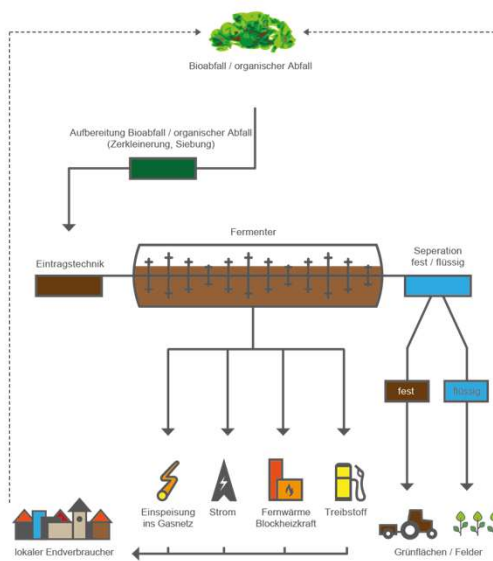 Bioabfall / organischer Abfall
Aufbereitung Bioabfall / organischer Abfall
(Zerkleinerung, Siebung)
Fermenter
Eintragstechnik
Seperation
fest / flüssig
fest
flüssig
Einspeisung
ins Gasnetz
Strom
Fernwärme
Blockheizkraft
Treibstoff
lokaler Endverbraucher
Grünflächen / Felder